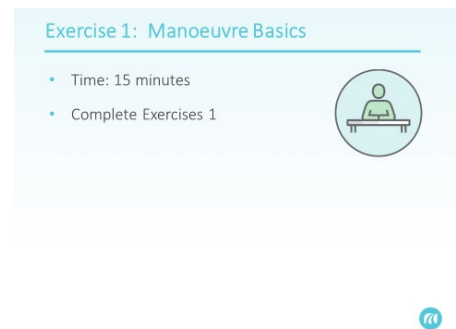 Exercise 1: Manoeuvre Basics
• Time: 15 minutes
• Complete Exercises 1